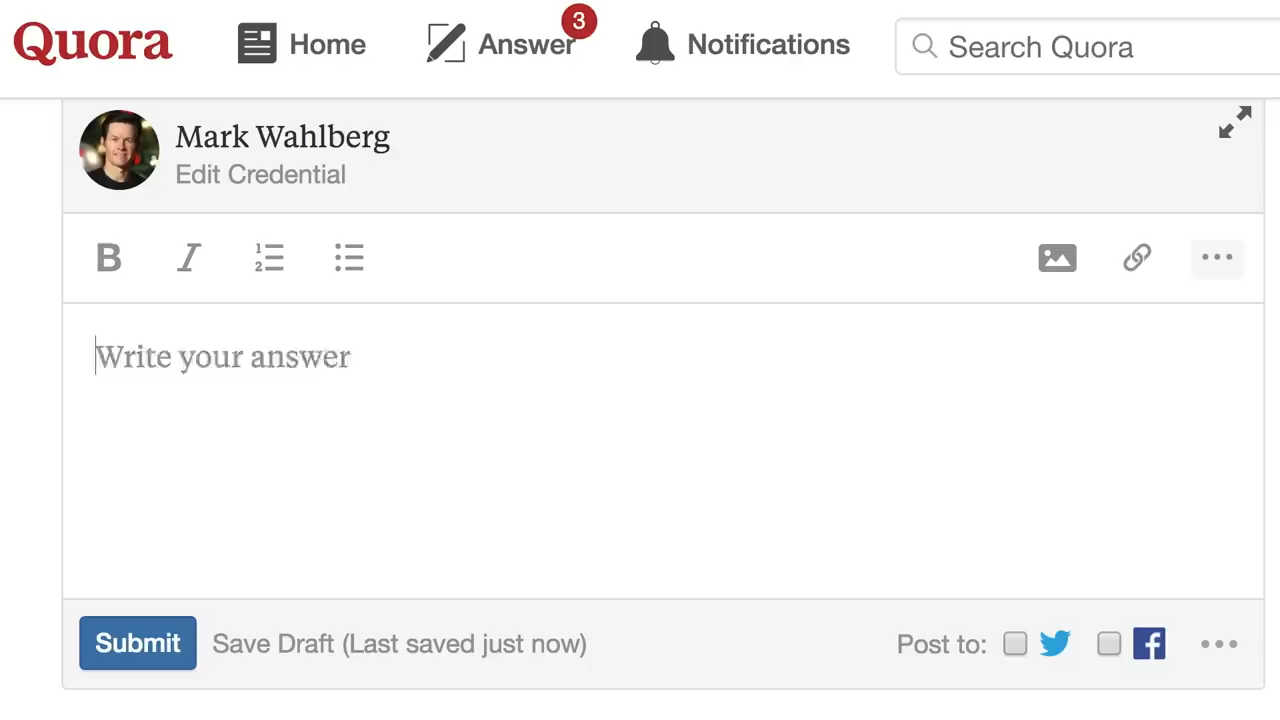 Quora Home Answer 3 Notifications Search Quora
Mark Wahlberg
Edit Credential
B I
Write your answer
Submit Save Draft (Last saved just now) Post to: